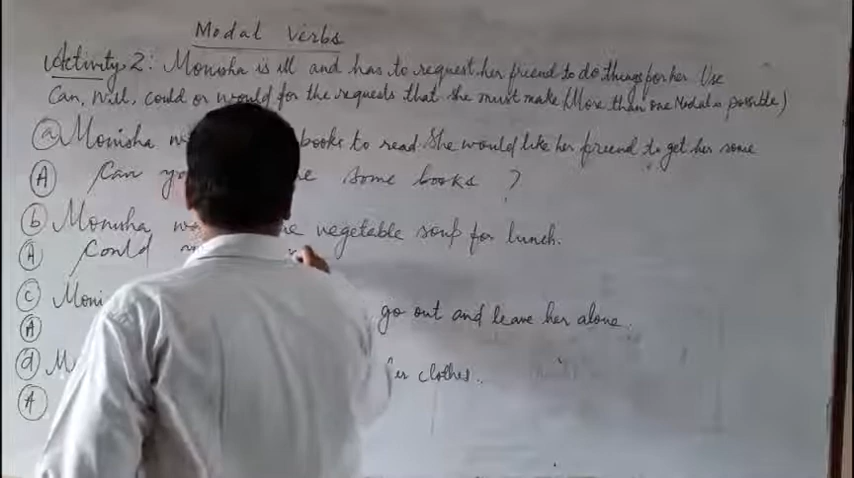 Modal Verbs
Activity 2: Monisha is ill and has to request her friend to do things for her Use
Can, Will, could or would for the requests that she must make (More than one Modal is possible)
(a) Monisha books to read. She would like her friend to get her some
(A) Can some books ?
(b) Monisha vegetable soup for lunch.
(A) Could
(c) Moni go out and leave her alone.
(A)
(d) M er clothes.
(A)